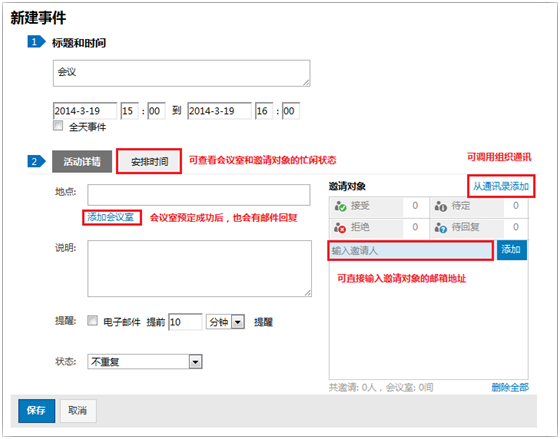 新建事件
1 标题和时间
会议
2014-3-19 15 : 00 到 2014-3-19 16 : 00
全天事件
2 活动详情 安排时间 可查看会议室和邀请对象的忙闲状态
可调用组织通讯
地点:
添加会议室 会议室预定成功后，也会有邮件回复
说明:
提醒: 电子邮件 提前 10 分钟 提醒
状态: 不重复
邀请对象 从通讯录添加
接受 0 待定 0
拒绝 0 待回复 0
输入邀请人 添加
可直接输入邀请对象的邮箱地址
共邀请: 0人，会议室: 0间 删除全部
保存 取消